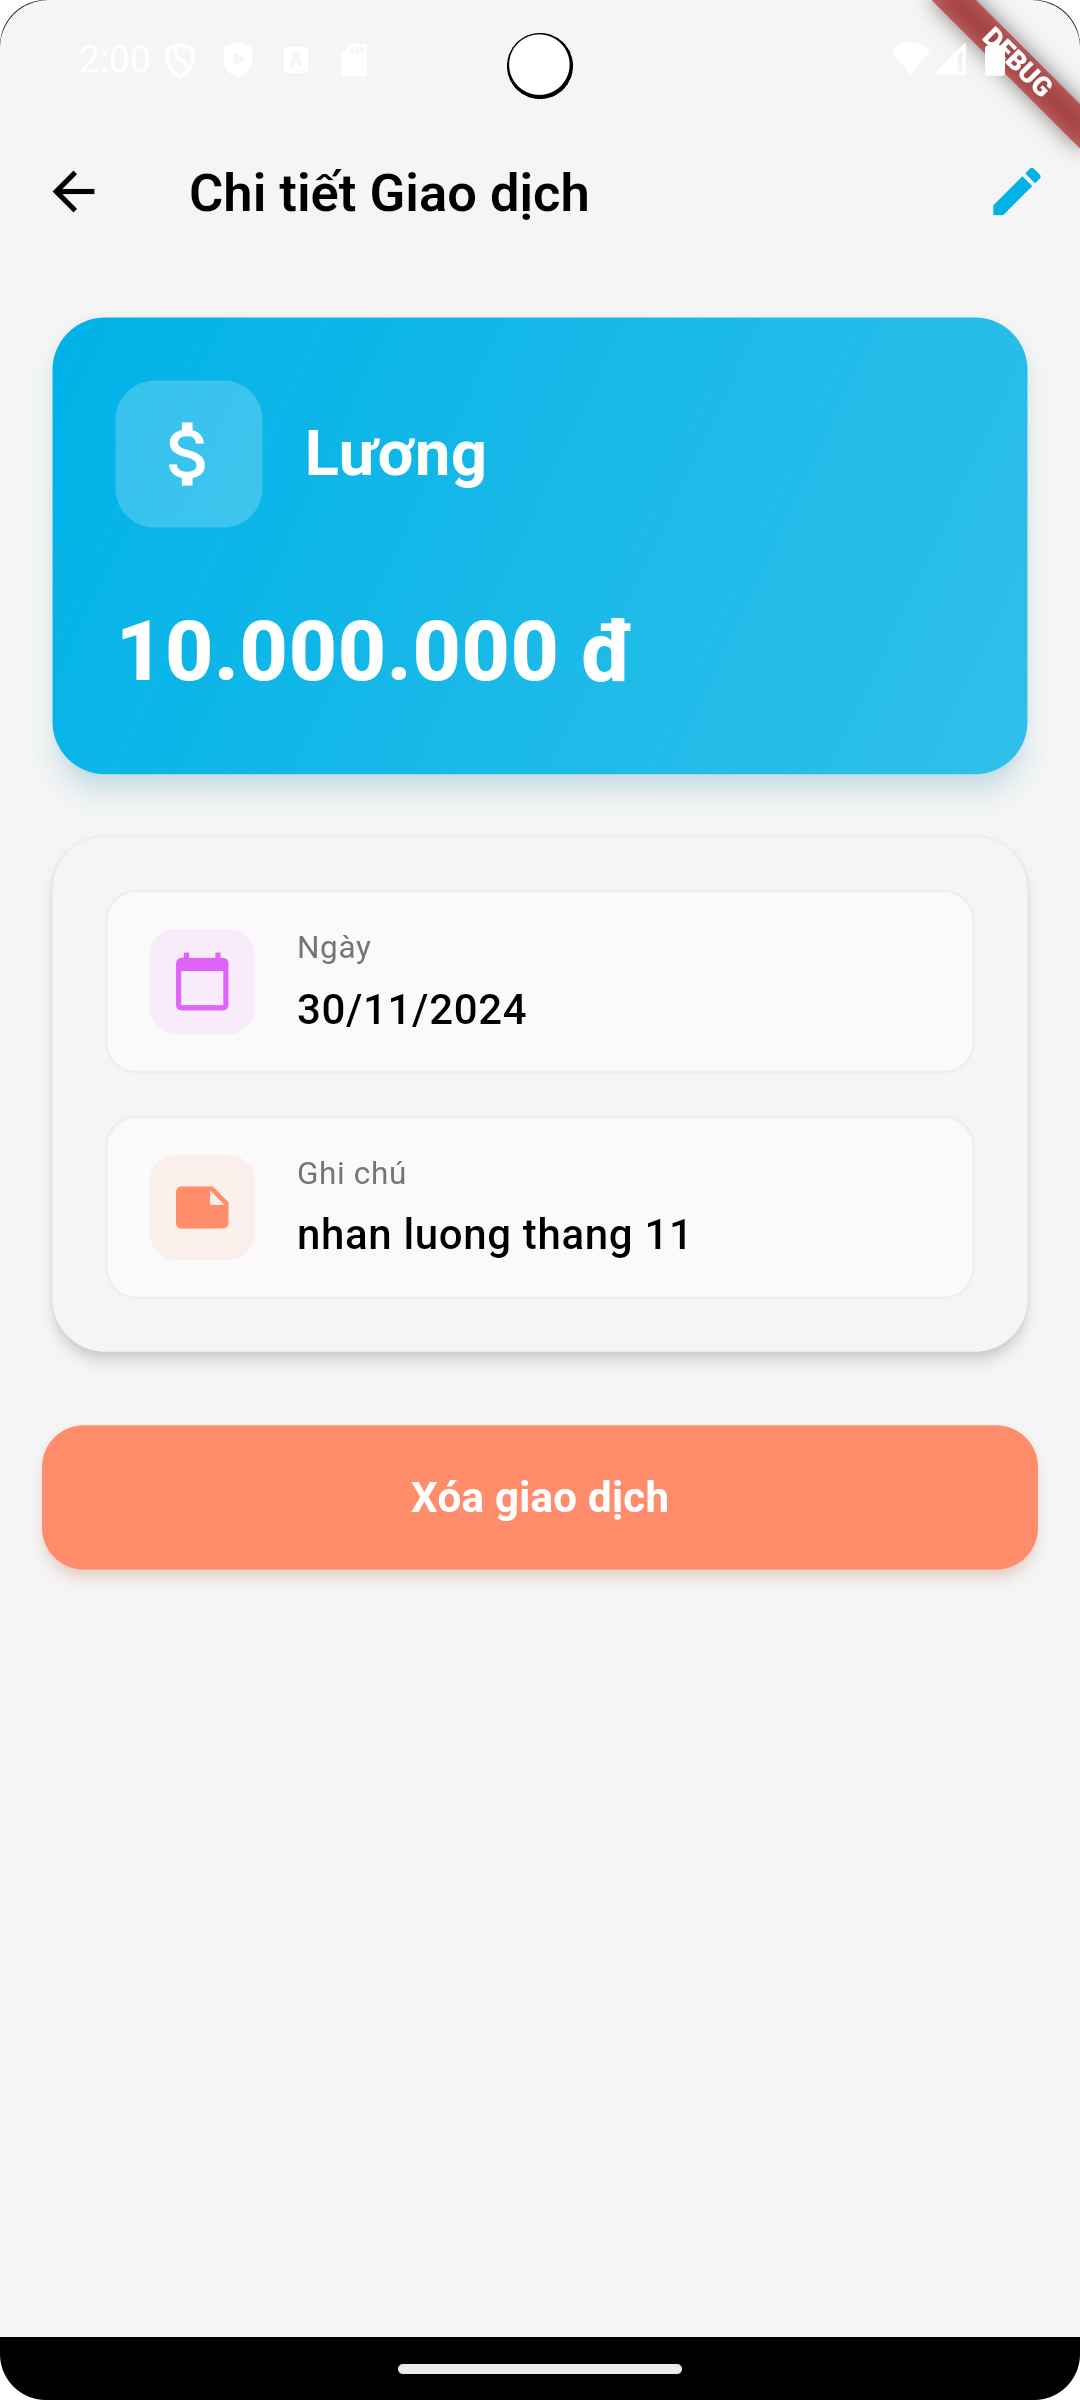 2:00
DEBUG
Chi tiết Giao dịch
$ Lương
10.000.000 đ
Ngày
30/11/2024
Ghi chú
nhan luong thang 11
Xóa giao dịch